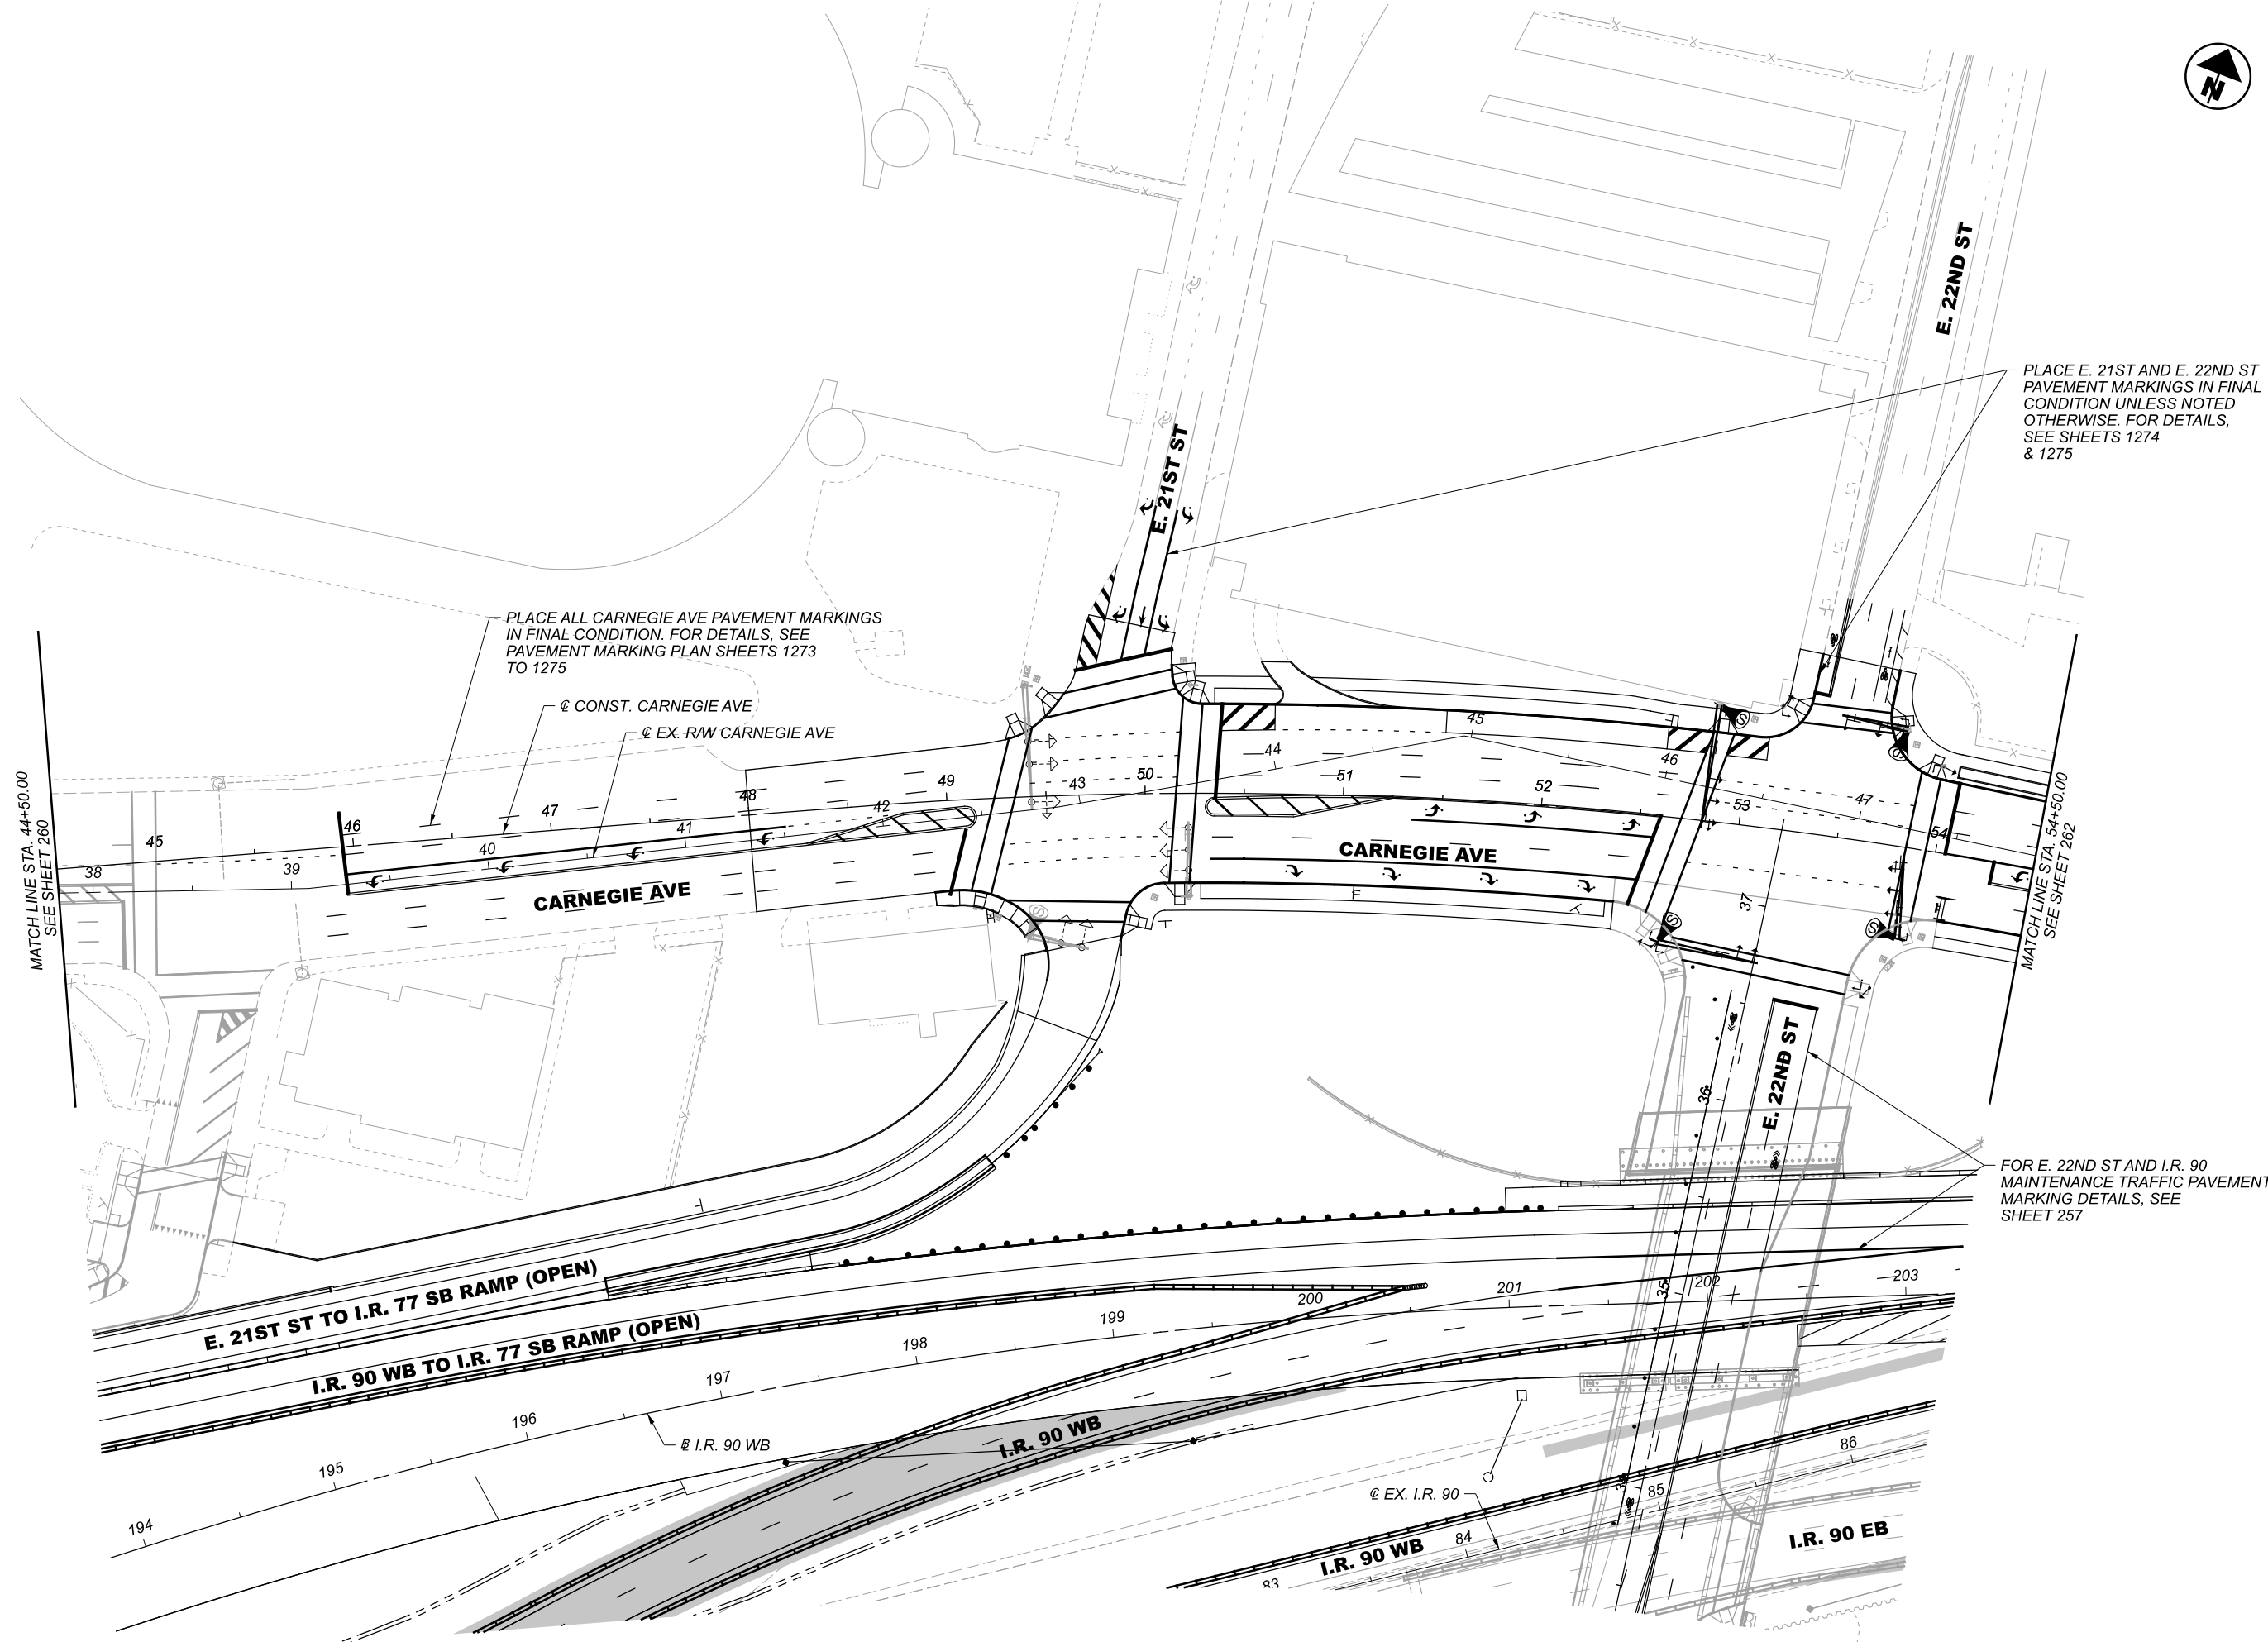 N
E. 22ND ST
PLACE E. 21ST AND E. 22ND ST
PAVEMENT MARKINGS IN FINAL
CONDITION UNLESS NOTED
OTHERWISE. FOR DETAILS,
SEE SHEETS 1274
& 1275
E. 21ST ST
PLACE ALL CARNEGIE AVE PAVEMENT MARKINGS
IN FINAL CONDITION. FOR DETAILS, SEE
PAVEMENT MARKING PLAN SHEETS 1273
TO 1275
℄ CONST. CARNEGIE AVE
℄ EX. R/W CARNEGIE AVE
MATCH LINE STA. 44+50.00
SEE SHEET 260
45
46
47
48
49
50
51
52
53
54
38
39
40
41
42
43
44
45
46
47
CARNEGIE AVE
CARNEGIE AVE
S
S
S
S
S
MATCH LINE STA. 54+50.00
SEE SHEET 262
37
36
35
E. 22ND ST
FOR E. 22ND ST AND I.R. 90
MAINTENANCE TRAFFIC PAVEMENT
MARKING DETAILS, SEE
SHEET 257
E. 21ST ST TO I.R. 77 SB RAMP (OPEN)
I.R. 90 WB TO I.R. 77 SB RAMP (OPEN)
194
195
196
197
198
199
200
201
202
203
I.R. 90 WB
℄ I.R. 90 WB
℄ EX. I.R. 90
83
84
85
86
I.R. 90 WB
I.R. 90 EB